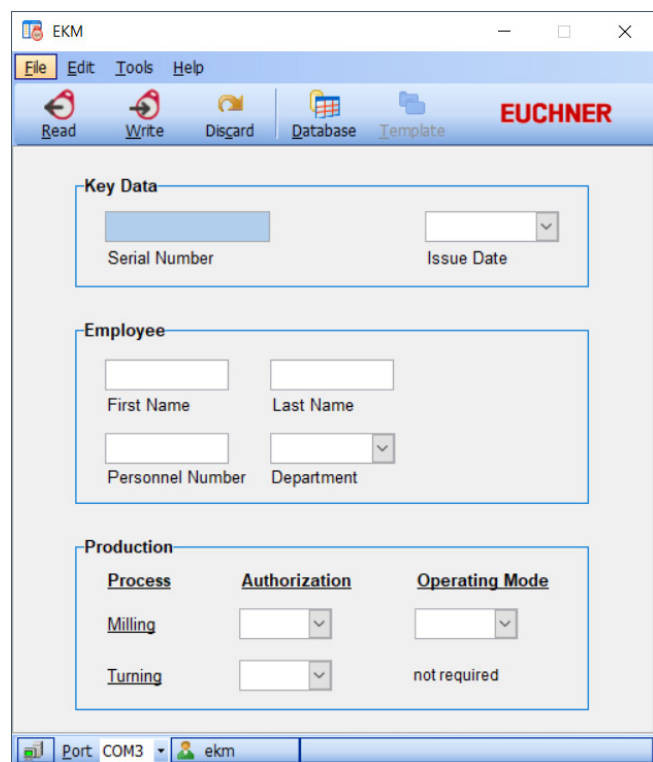 EKM
File Edit Tools Help
Read Write Discard Database Template EUCHNER
Key Data
Serial Number Issue Date
Employee
First Name Last Name
Personnel Number Department
Production
Process Authorization Operating Mode
Milling
Turning not required
Port COM3 ekm